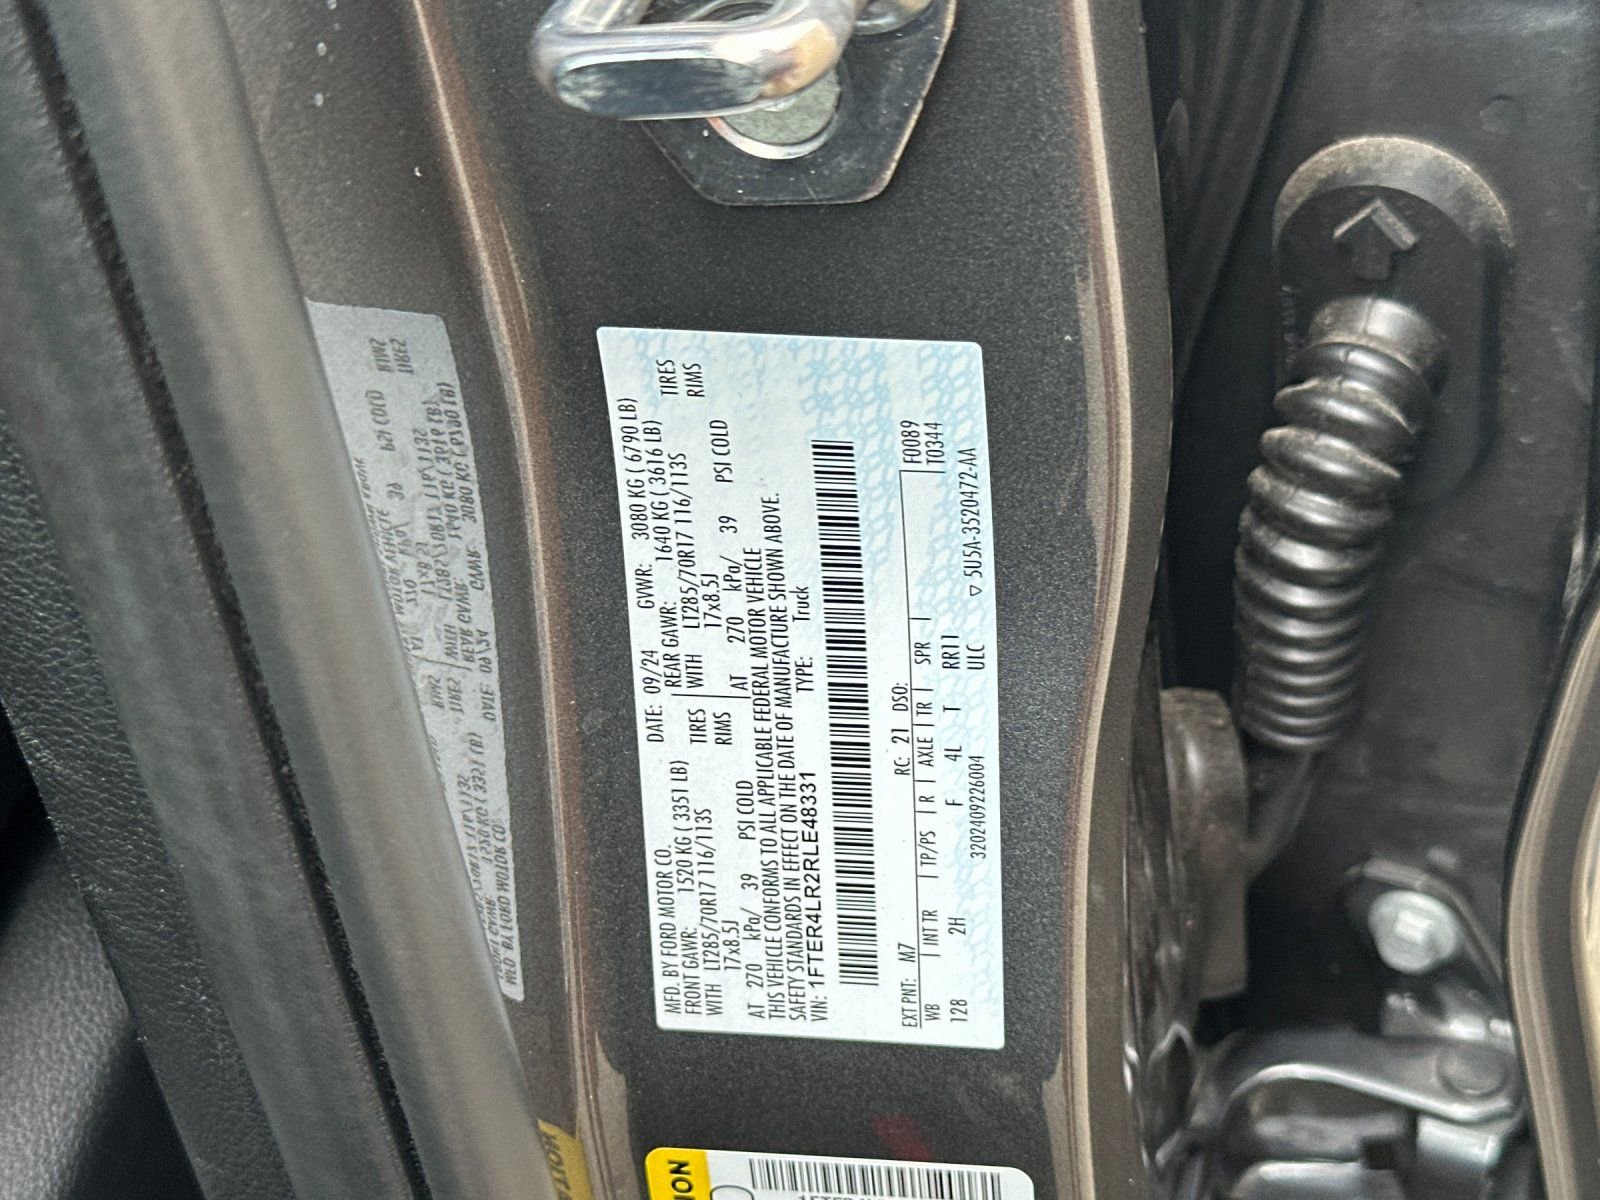 MFD. BY FORD MOTOR CO.
DATE: 09/24 GVWR: 3080 KG ( 6790 LB)
FRONT GAWR: 1520 KG ( 3351 LB)
REAR GAWR: 1640 KG ( 3616 LB)
WITH LT285/70R17 116/113S TIRES
WITH LT285/70R17 116/113S TIRES
17x8.5J RIMS
17x8.5J RIMS
AT 270 kPa/ 39 PSI COLD
AT 270 kPa/ 39 PSI COLD
THIS VEHICLE CONFORMS TO ALL APPLICABLE FEDERAL MOTOR VEHICLE
SAFETY STANDARDS IN EFFECT ON THE DATE OF MANUFACTURE SHOWN ABOVE.
VIN: 1FTER4LR2RLE48331 TYPE: Truck
EXT PNT: M7 RC: 21 DSO: F0089
WB INT TR TP/PS R AXLE TR SPR T0344
128 2H F 4L T RR11
ULC
3202409226004 ▽ 5U5A-3520472-AA